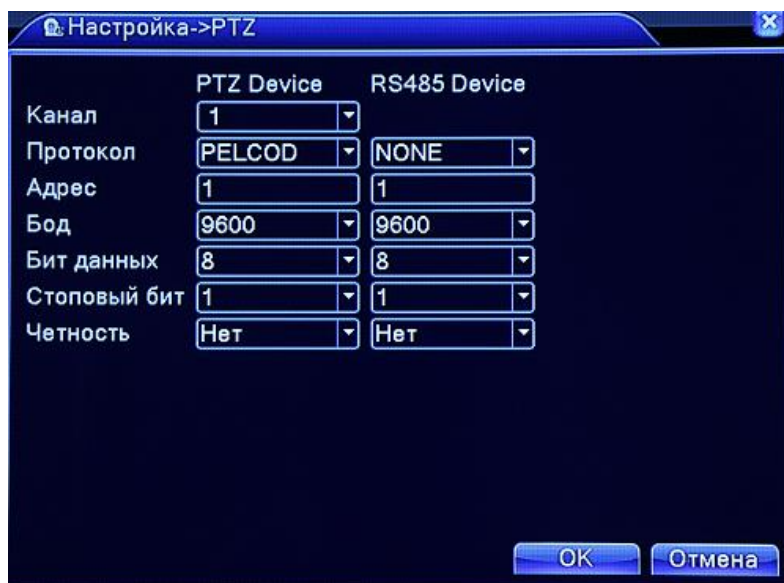 Настройка->PTZ
PTZ Device RS485 Device
Канал 1
Протокол PELCOD NONE
Адрес 1 1
Бод 9600 9600
Бит данных 8 8
Стоповый бит 1 1
Четность Нет Нет
OK Отмена